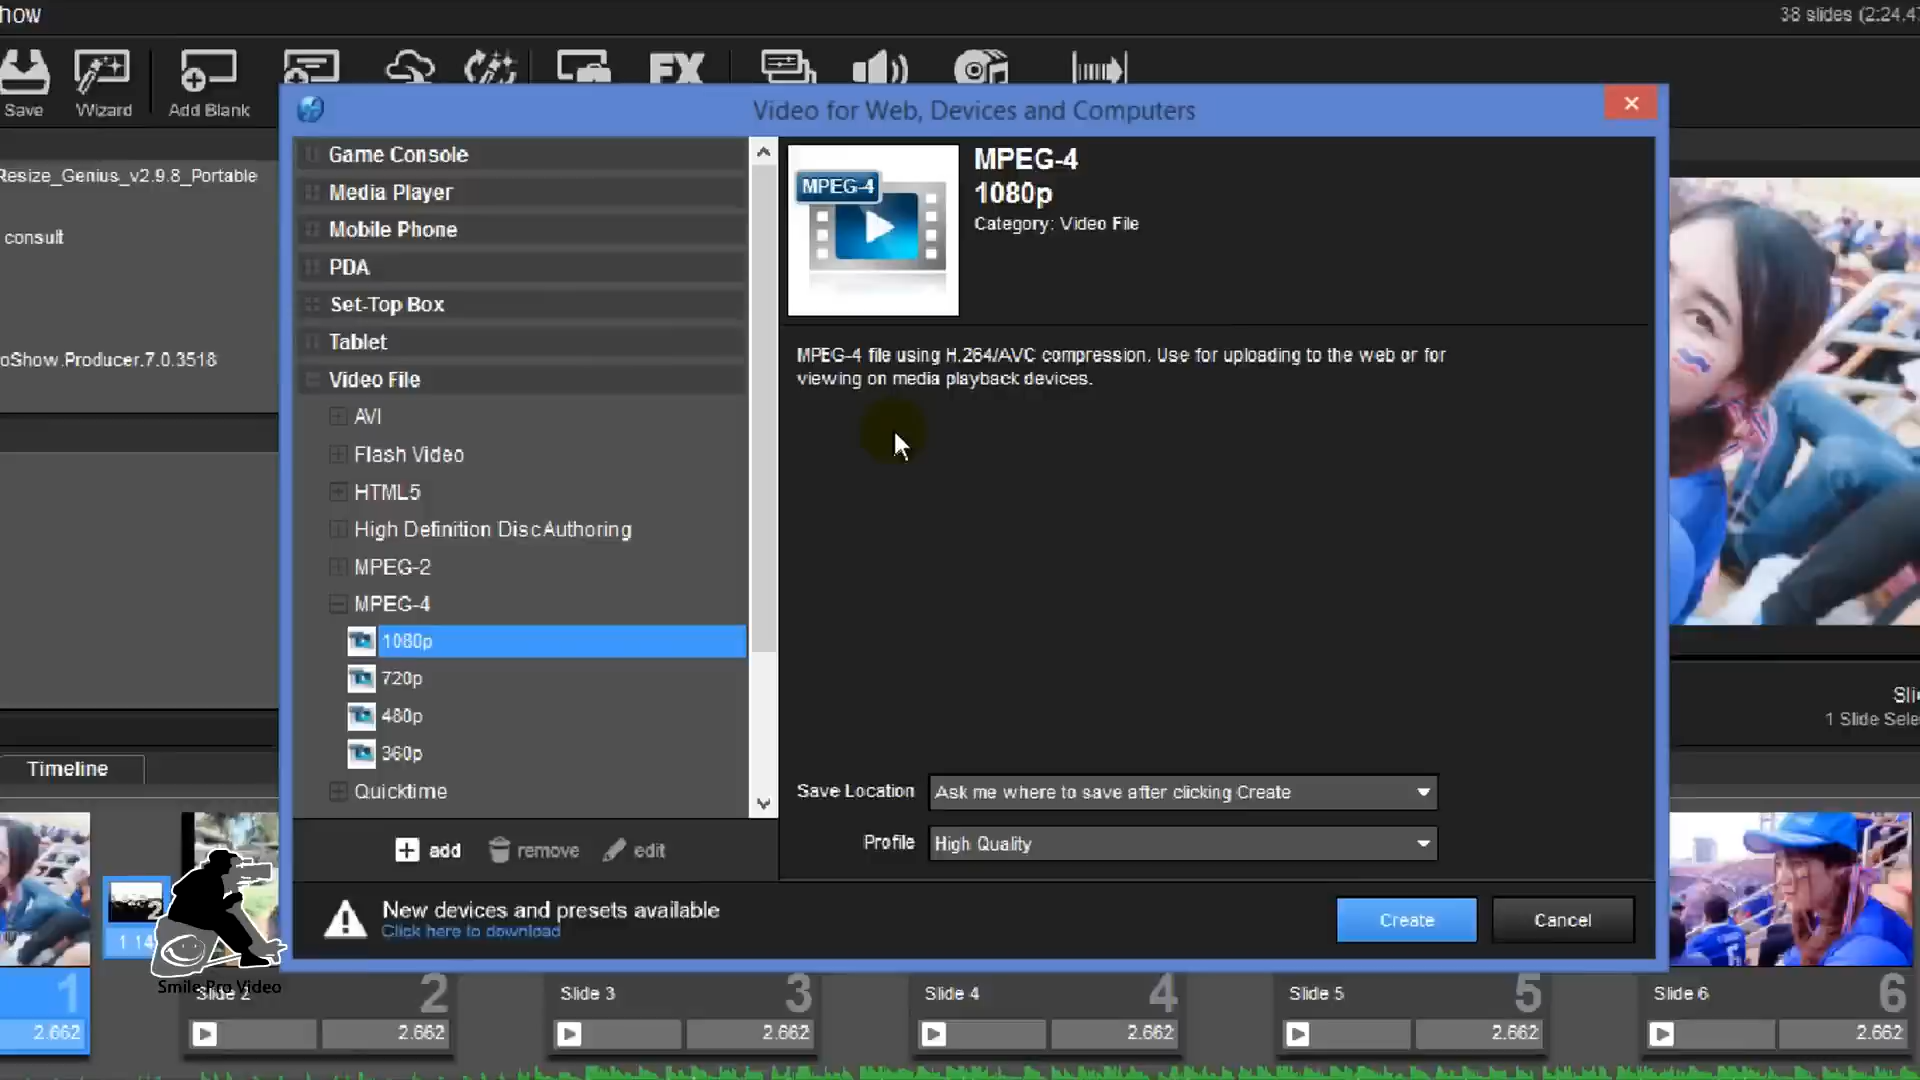 how
38 slides (2:24.47
Save
Wizard
Add Blank
FX
Video for Web, Devices and Computers
Resize_Genius_v2.9.8_Portable
consult
oShow.Producer.7.0.3518
Game Console
Media Player
Mobile Phone
PDA
Set-Top Box
Tablet
Video File
AVI
Flash Video
HTML5
High Definition Disc Authoring
MPEG-2
MPEG-4
1080p
720p
480p
360p
Quicktime
MPEG-4
MPEG-4
1080p
Category: Video File
MPEG-4 file using H.264/AVC compression. Use for uploading to the web or for
viewing on media playback devices.
Save Location
Ask me where to save after clicking Create
Profile
High Quality
add
remove
edit
New devices and presets available
Click here to download
Create
Cancel
Sli
1 Slide Sele
Timeline
2
1 14
Smile Pro Video
1
2.662
Slide 2
2
2.662
Slide 3
3
2.662
Slide 4
4
2.662
Slide 5
5
2.662
Slide 6
6
2.662